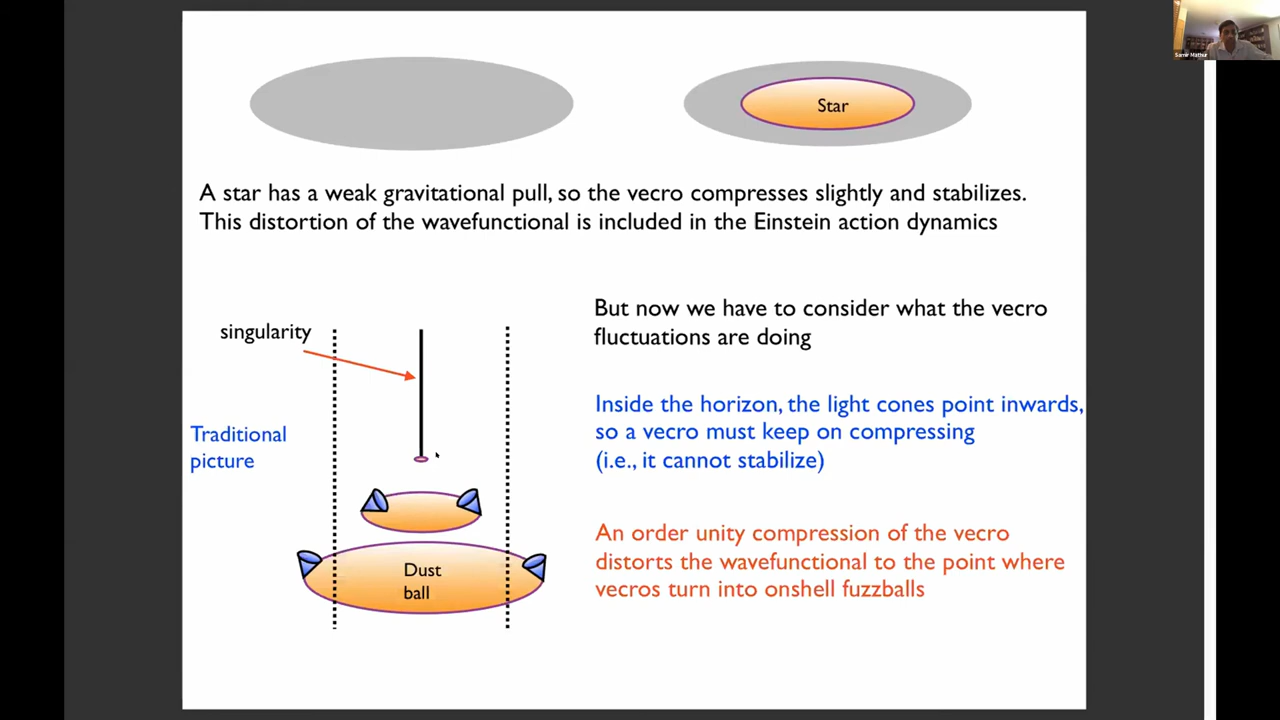 Samir Mathur
Star
A star has a weak gravitational pull, so the vecro compresses slightly and stabilizes.
This distortion of the wavefunctional is included in the Einstein action dynamics
singularity
Traditional
picture
Dust
ball
But now we have to consider what the vecro
fluctuations are doing
Inside the horizon, the light cones point inwards,
so a vecro must keep on compressing
(i.e., it cannot stabilize)
An order unity compression of the vecro
distorts the wavefunctional to the point where
vecros turn into onshell fuzzballs